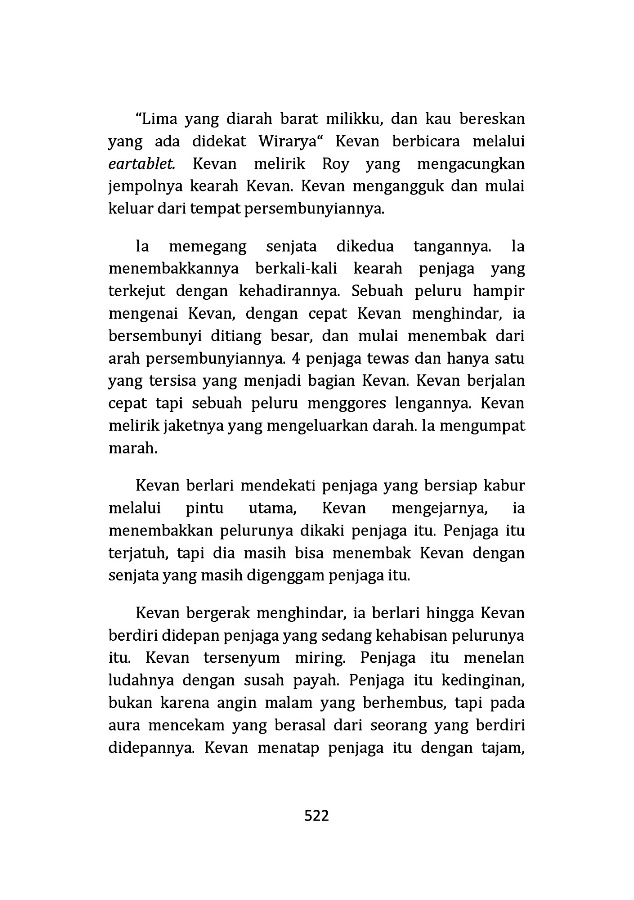 “Lima yang diarah barat milikku, dan kau bereskan
yang ada didekat Wirarya“ Kevan berbicara melalui
eartablet. Kevan melirik Roy yang mengacungkan
jempolnya kearah Kevan. Kevan mengangguk dan mulai
keluar dari tempat persembunyiannya.
Ia memegang senjata dikedua tangannya. Ia
menembakkannya berkali-kali kearah penjaga yang
terkejut dengan kehadirannya. Sebuah peluru hampir
mengenai Kevan, dengan cepat Kevan menghindar, ia
bersembunyi ditiang besar, dan mulai menembak dari
arah persembunyiannya. 4 penjaga tewas dan hanya satu
yang tersisa yang menjadi bagian Kevan. Kevan berjalan
cepat tapi sebuah peluru menggores lengannya. Kevan
melirik jaketnya yang mengeluarkan darah. Ia mengumpat
marah.
Kevan berlari mendekati penjaga yang bersiap kabur
melalui pintu utama, Kevan mengejarnya, ia
menembakkan pelurunya dikaki penjaga itu. Penjaga itu
terjatuh, tapi dia masih bisa menembak Kevan dengan
senjata yang masih digenggam penjaga itu.
Kevan bergerak menghindar, ia berlari hingga Kevan
berdiri didepan penjaga yang sedang kehabisan pelurunya
itu. Kevan tersenyum miring. Penjaga itu menelan
ludahnya dengan susah payah. Penjaga itu kedinginan,
bukan karena angin malam yang berhembus, tapi pada
aura mencekam yang berasal dari seorang yang berdiri
didepannya. Kevan menatap penjaga itu dengan tajam,
522